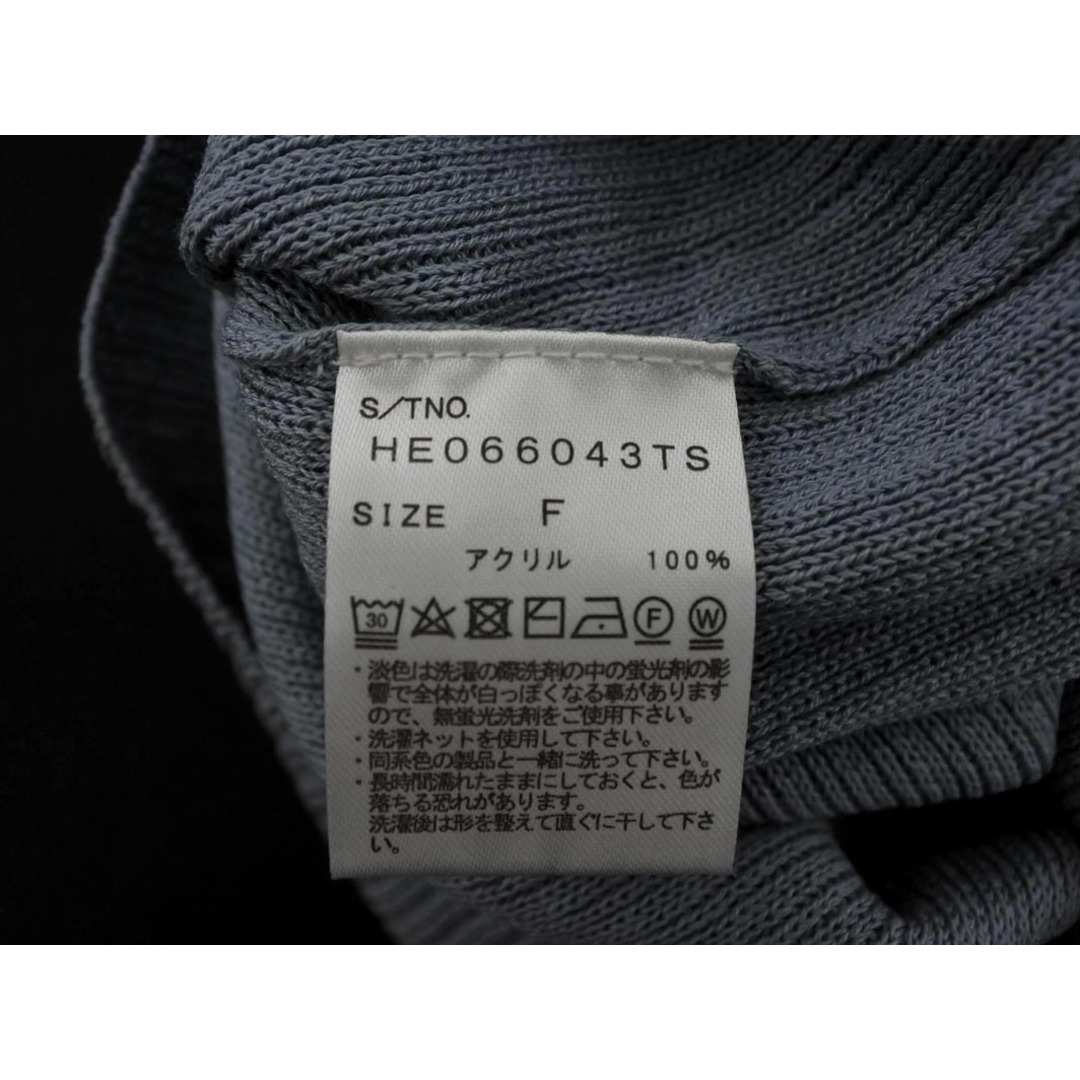 S/TNO.
HE066043TS
SIZE F
アクリル 100%
30 F W
・淡色は洗濯の際洗剤の中の蛍光剤の影
響で全体が白っぽくなる事があります
ので、無蛍光洗剤をご使用下さい。
・洗濯ネットを使用して下さい。
・同系色の製品と一緒に洗って下さい。
・長時間濡れたままにしておくと、色が
落ちる恐れがあります。
洗濯後は形を整えて直ぐに干して下さ
い。